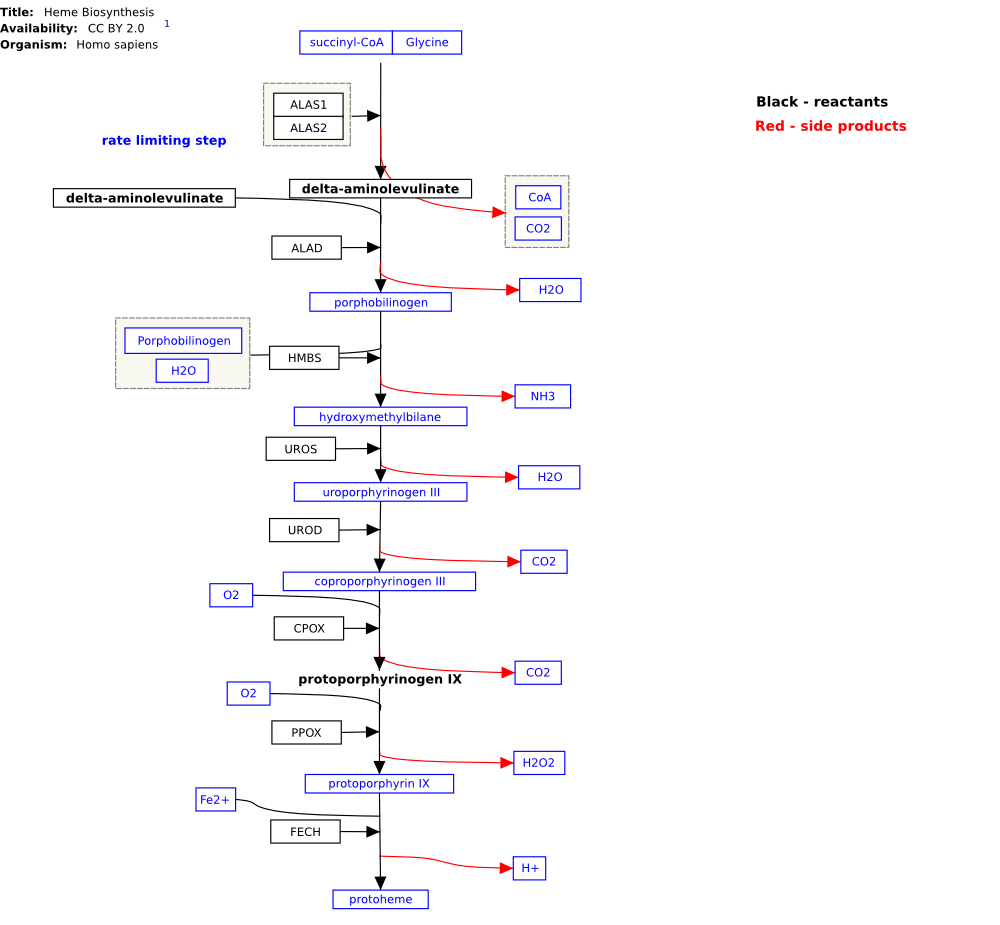 Title: Heme Biosynthesis
Availability: CC BY 2.0 1
Organism: Homo sapiens
succinyl-CoA Glycine
Black - reactants
Red - side products
ALAS1
ALAS2
rate limiting step
delta-aminolevulinate
delta-aminolevulinate
CoA
CO2
ALAD
H2O
porphobilinogen
Porphobilinogen
H2O
HMBS
NH3
hydroxymethylbilane
UROS
H2O
uroporphyrinogen III
UROD
CO2
coproporphyrinogen III
O2
CPOX
CO2
protoporphyrinogen IX
O2
PPOX
H2O2
protoporphyrin IX
Fe2+
FECH
H+
protoheme